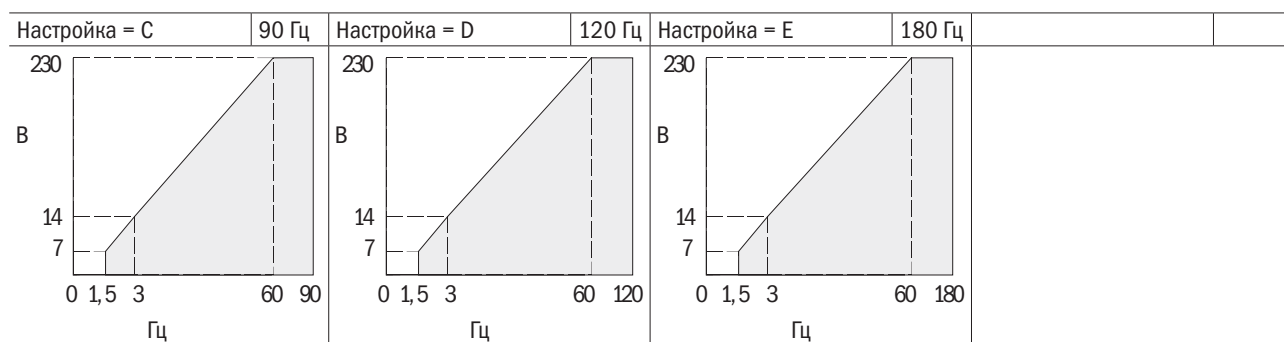 Настройка = C 90 Гц Настройка = D 120 Гц Настройка = E 180 Гц
230 230 230
В В В
14 14 14
7 7 7
0 1,5 3 60 90 0 1,5 3 60 120 0 1,5 3 60 180
Гц Гц Гц